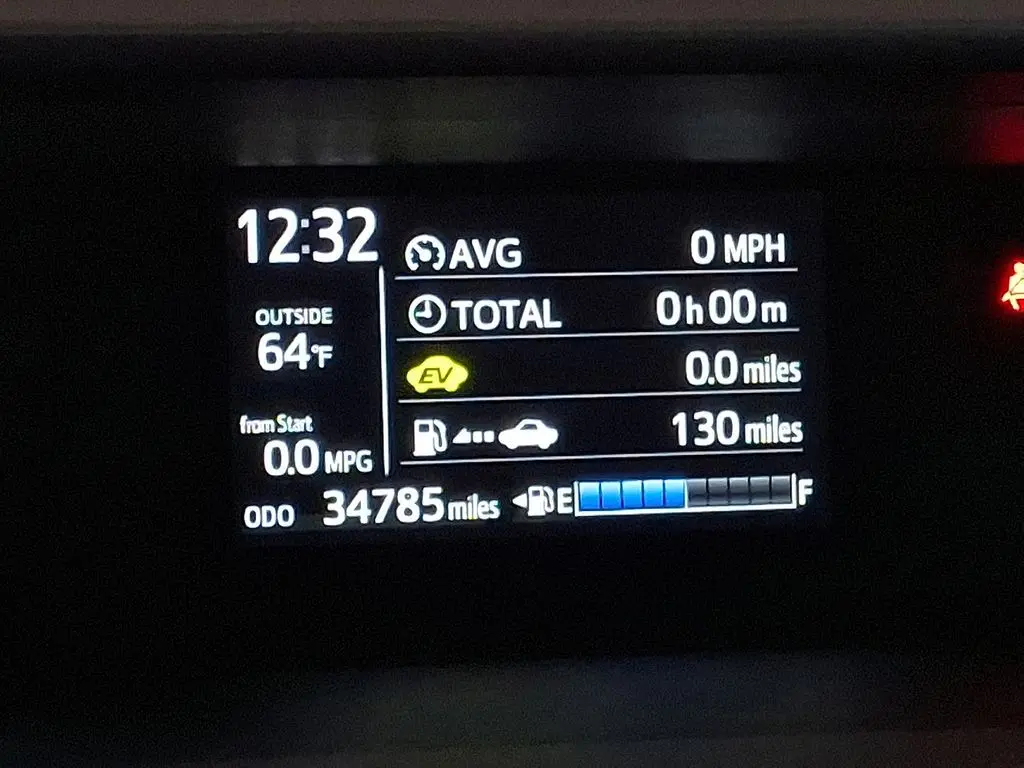 12:32
AVG 0 MPH
OUTSIDE
64°F
TOTAL 0h00m
EV 0.0 miles
from Start
0.0 MPG
130 miles
ODO 34785 miles E F